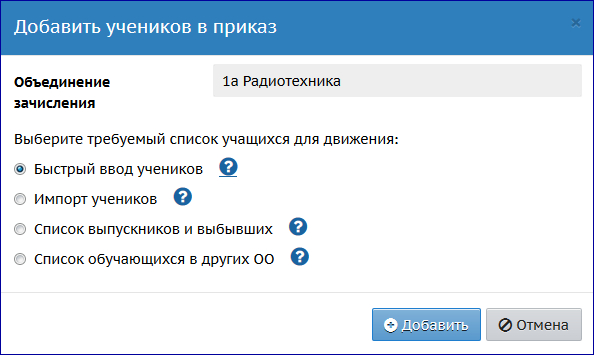 Добавить учеников в приказ
×
Объединение 1а Радиотехника
зачисления
Выберите требуемый список учащихся для движения:
Быстрый ввод учеников ?
Импорт учеников ?
Список выпускников и выбывших ?
Список обучающихся в других ОО ?
Добавить Отмена